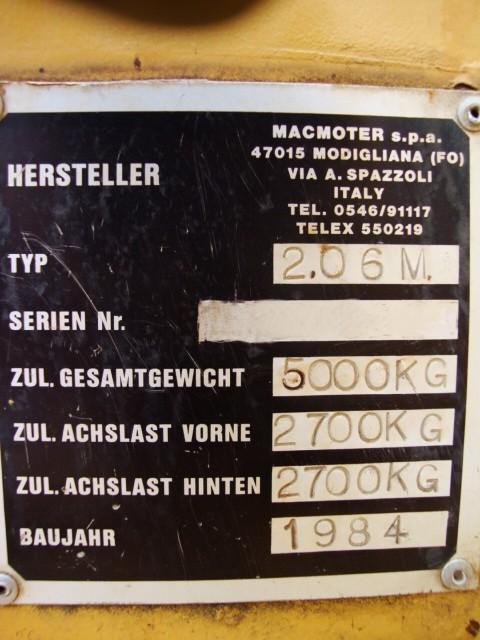 HERSTELLER
MACMOTER s.p.a.
47015 MODIGLIANA (FO)
VIA A. SPAZZOLI
ITALY
TEL. 0546/91117
TELEX 550219
TYP 2.06M.
SERIEN Nr.
ZUL. GESAMTGEWICHT 5000KG
ZUL. ACHSLAST VORNE 2700KG
ZUL. ACHSLAST HINTEN 2700KG
BAUJAHR 1984